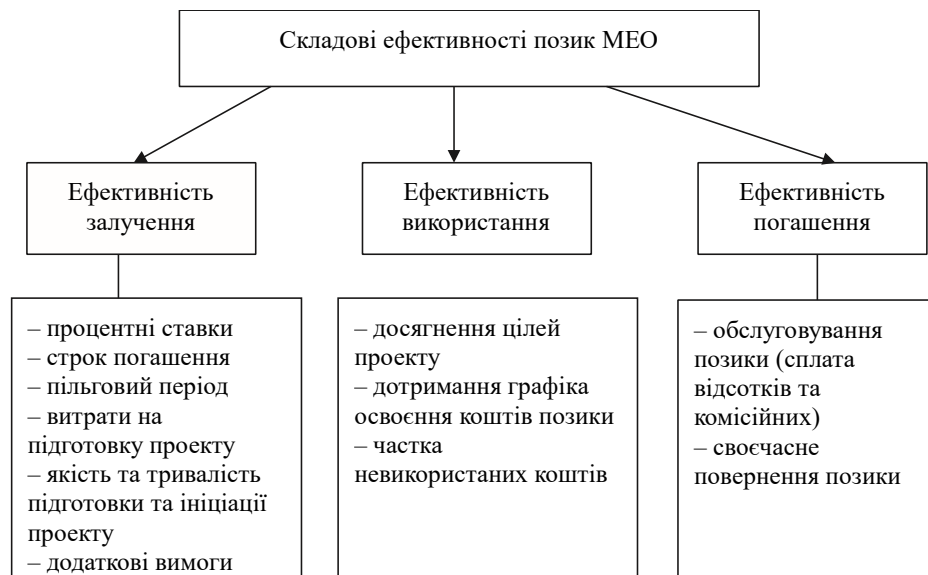 Складові ефективності позик МЕО
Ефективність
залучення
Ефективність
використання
Ефективність
погашення
– процентні ставки
– строк погашення
– пільговий період
– витрати на
підготовку проекту
– якість та тривалість
підготовки та ініціації
проекту
– додаткові вимоги
– досягнення цілей
проекту
– дотримання графіка
освоєння коштів позики
– частка
невикористаних коштів
– обслуговування
позики (сплата
відсотків та
комісійних)
– своєчасне
повернення позики